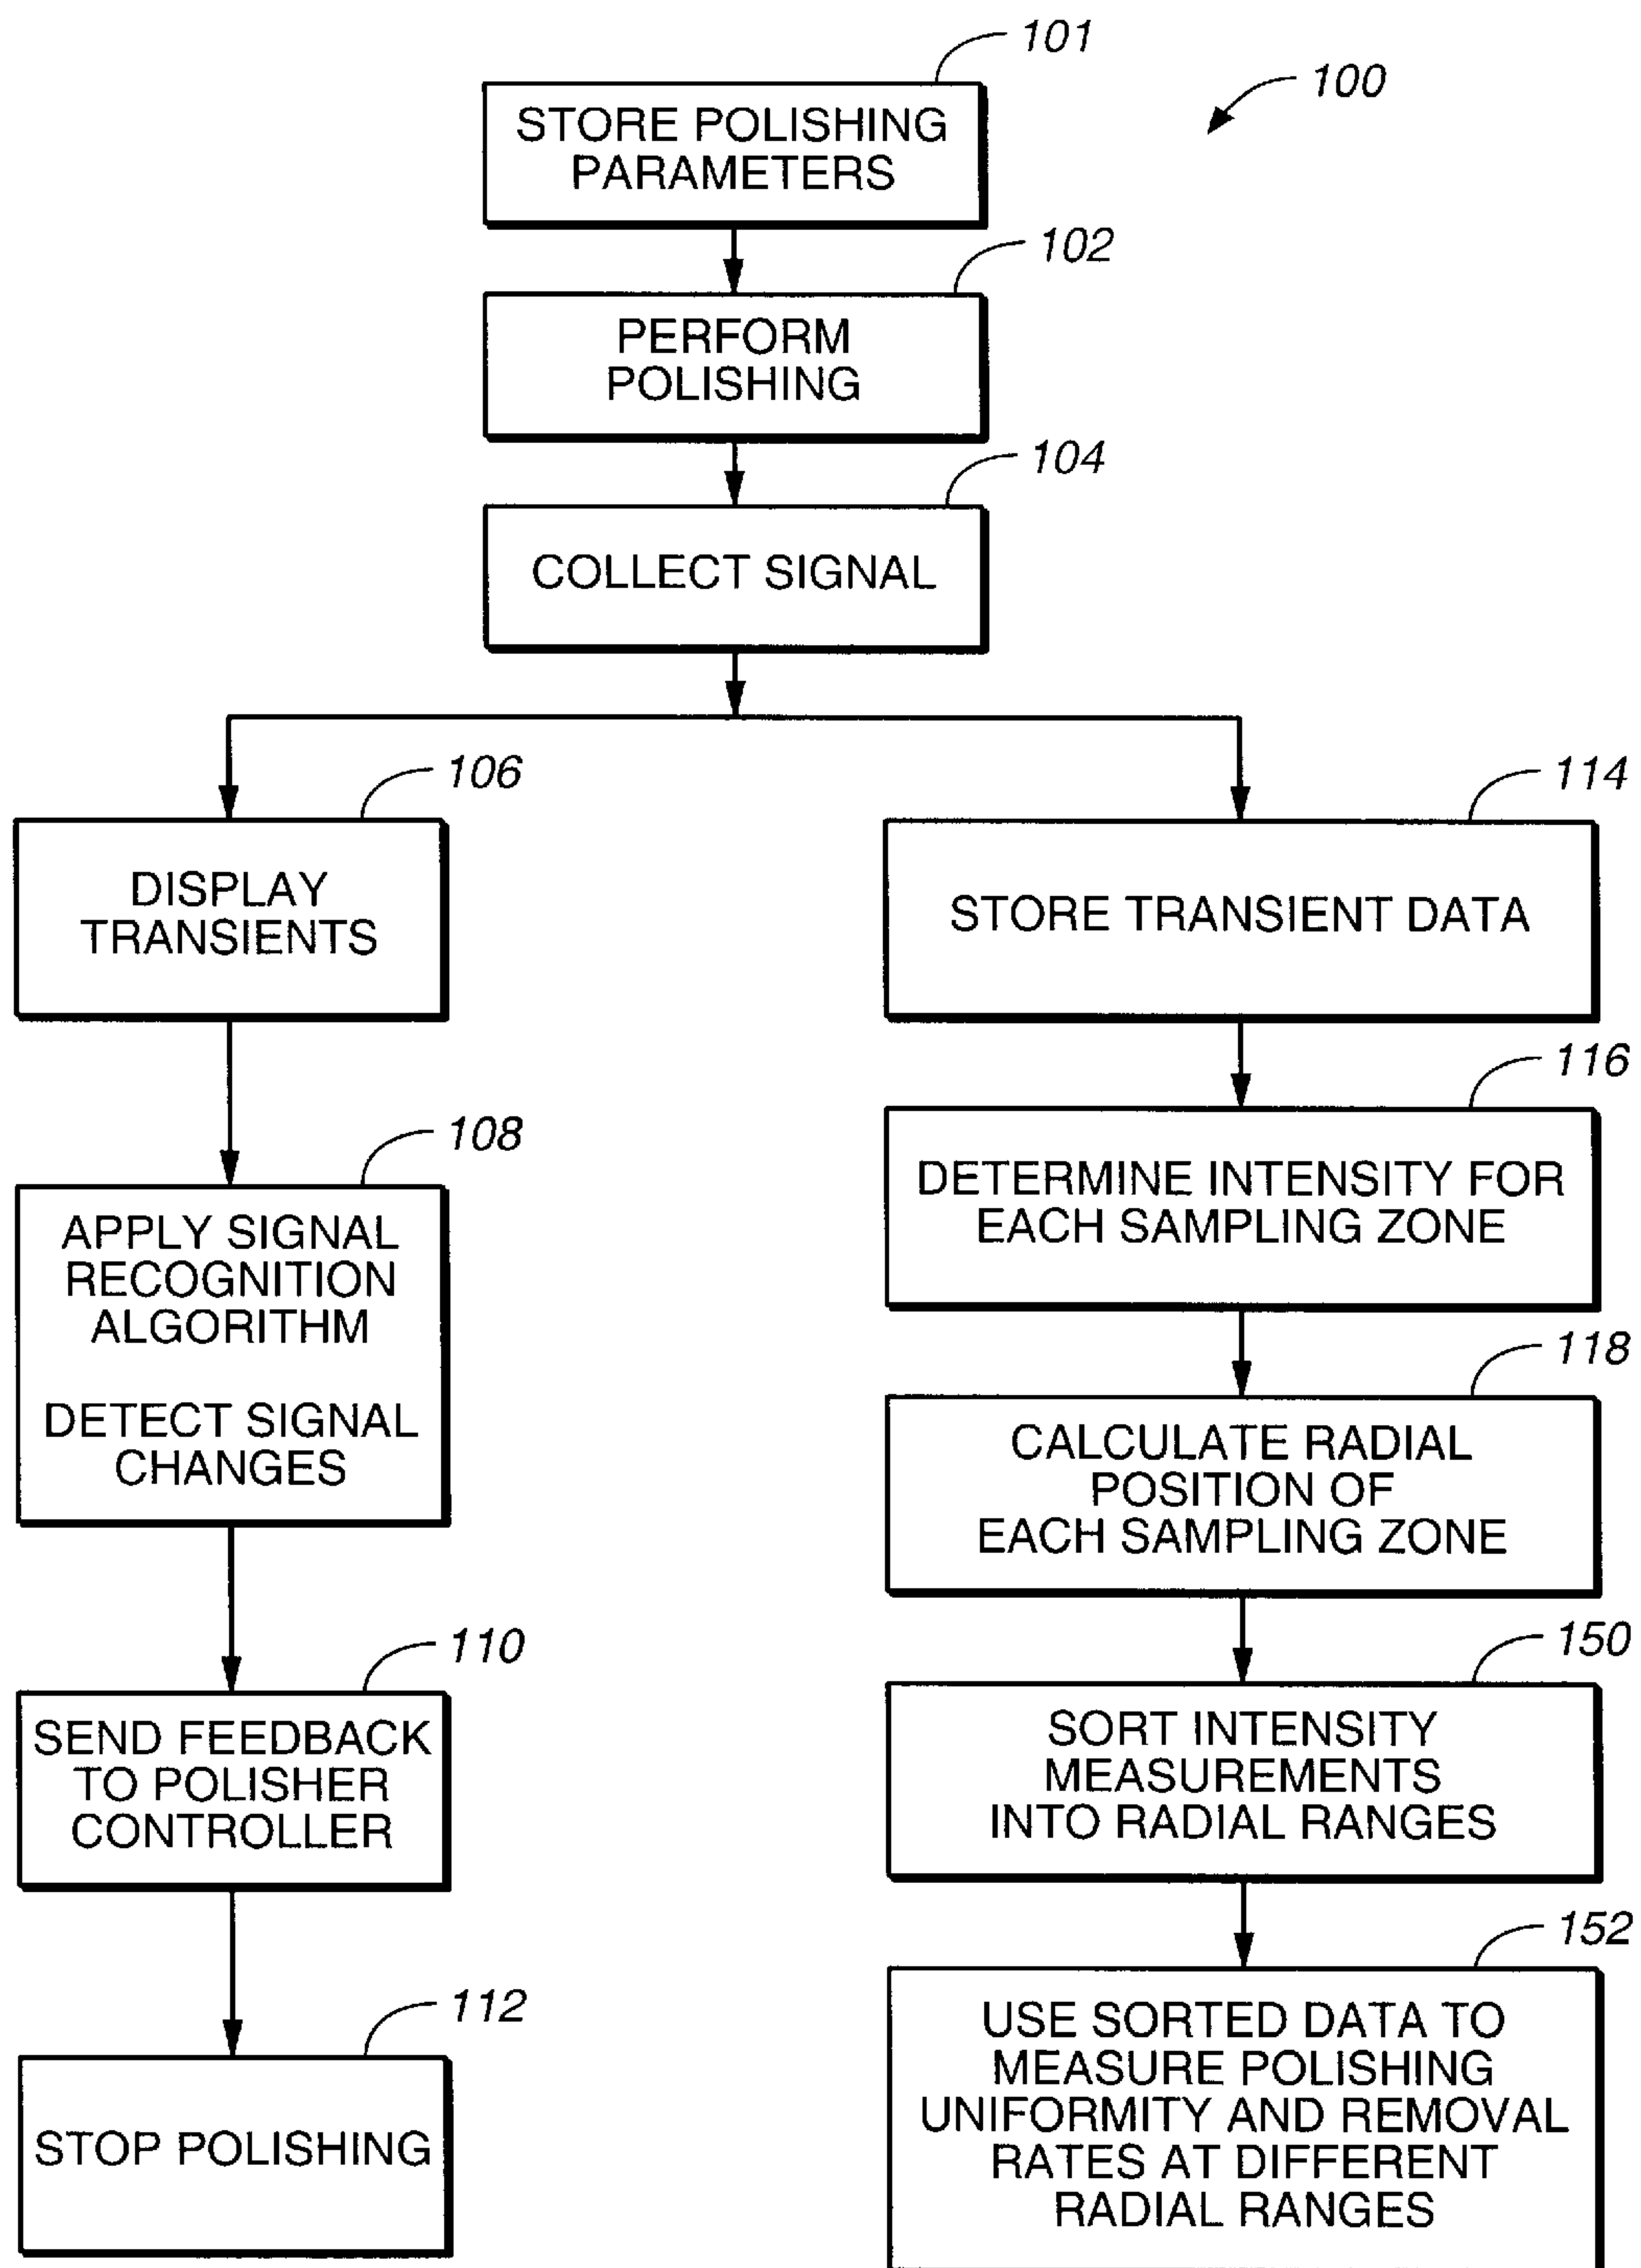 101
100
STORE POLISHING
PARAMETERS
102
PERFORM
POLISHING
104
COLLECT SIGNAL
106
DISPLAY
TRANSIENTS
108
APPLY SIGNAL
RECOGNITION
ALGORITHM
DETECT SIGNAL
CHANGES
110
SEND FEEDBACK
TO POLISHER
CONTROLLER
112
STOP POLISHING
114
STORE TRANSIENT DATA
116
DETERMINE INTENSITY FOR
EACH SAMPLING ZONE
118
CALCULATE RADIAL
POSITION OF
EACH SAMPLING ZONE
150
SORT INTENSITY
MEASUREMENTS
INTO RADIAL RANGES
152
USE SORTED DATA TO
MEASURE POLISHING
UNIFORMITY AND REMOVAL
RATES AT DIFFERENT
RADIAL RANGES